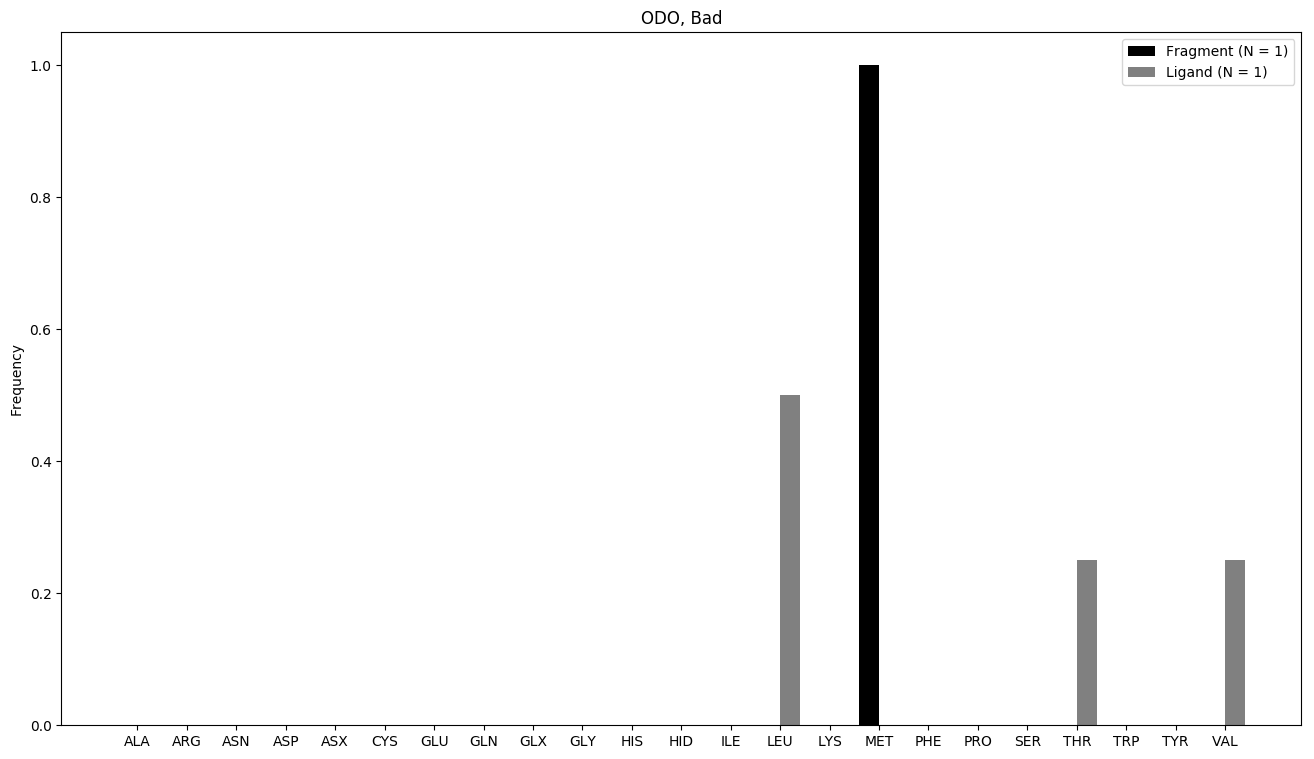 ODO, Bad
Fragment (N = 1)
Ligand (N = 1)
Frequency
1.0
0.8
0.6
0.4
0.2
0.0
ALA ARG ASN ASP ASX CYS GLU GLN GLX GLY HIS HID ILE LEU LYS MET PHE PRO SER THR TRP TYR VAL